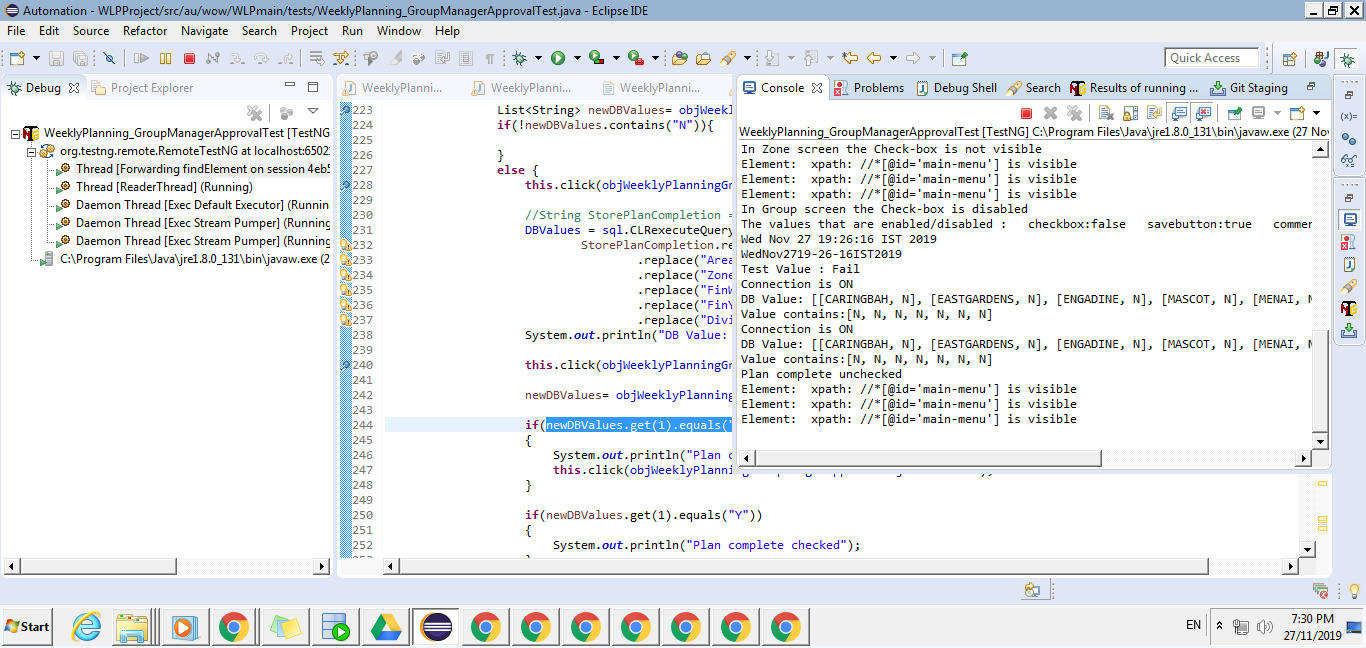 Automation - WLPProject/src/au/wow/WLPmain/tests/WeeklyPlanning_GroupManagerApprovalTest.java - Eclipse IDE
File Edit Source Refactor Navigate Search Project Run Window Help
Quick Access
Debug Project Explorer
WeeklyPlanning_GroupManagerApprovalTest [TestNG
org.testng.remote.RemoteTestNG at localhost:6502
Thread [Forwarding findElement on session 4eb5
Thread [ReaderThread] (Running)
Daemon Thread [Exec Default Executor] (Runnin
Daemon Thread [Exec Stream Pumper] (Running
Daemon Thread [Exec Stream Pumper] (Running
C:\Program Files\Java\jre1.8.0_131\bin\javaw.exe (2
WeeklyPlanni... WeeklyPlanni... WeeklyPlanni...
223 List<String> newDBValues= objWeekl
224 if(!newDBValues.contains("N")){
225
226 }
227 else {
228 this.click(objWeeklyPlanningGr
229
230 //String StorePlanCompletion =
231 DBValues = sql.CLRexecuteQuery
232 StorePlanCompletion.re
233 .replace("Area
234 .replace("Zone
235 .replace("FinW
236 .replace("FinY
237 .replace("Divi
238 System.out.println("DB Value:
239
240 this.click(objWeeklyPlanningGr
241
242 newDBValues= objWeeklyPlanning
243
244 if(newDBValues.get(1).equals("
245 {
246 System.out.println("Plan c
247 this.click(objWeeklyPlanni
248 }
249
250 if(newDBValues.get(1).equals("Y"))
251 {
252 System.out.println("Plan complete checked");
Console Problems Debug Shell Search Results of running ... Git Staging
WeeklyPlanning_GroupManagerApprovalTest [TestNG] C:\Program Files\Java\jre1.8.0_131\bin\javaw.exe (27 Nov
In Zone screen the Check-box is not visible
Element: xpath: //*[@id='main-menu'] is visible
Element: xpath: //*[@id='main-menu'] is visible
Element: xpath: //*[@id='main-menu'] is visible
In Group screen the Check-box is disabled
The values that are enabled/disabled : checkbox:false savebutton:true commen
Wed Nov 27 19:26:16 IST 2019
WedNov2719-26-16IST2019
Test Value : Fail
Connection is ON
DB Value: [[CARINGBAH, N], [EASTGARDENS, N], [ENGADINE, N], [MASCOT, N], [MENAI, N
Value contains:[N, N, N, N, N, N, N]
Connection is ON
DB Value: [[CARINGBAH, N], [EASTGARDENS, N], [ENGADINE, N], [MASCOT, N], [MENAI, N
Value contains:[N, N, N, N, N, N, N]
Plan complete unchecked
Element: xpath: //*[@id='main-menu'] is visible
Element: xpath: //*[@id='main-menu'] is visible
Element: xpath: //*[@id='main-menu'] is visible
(x)=
Start
EN
7:30 PM
27/11/2019